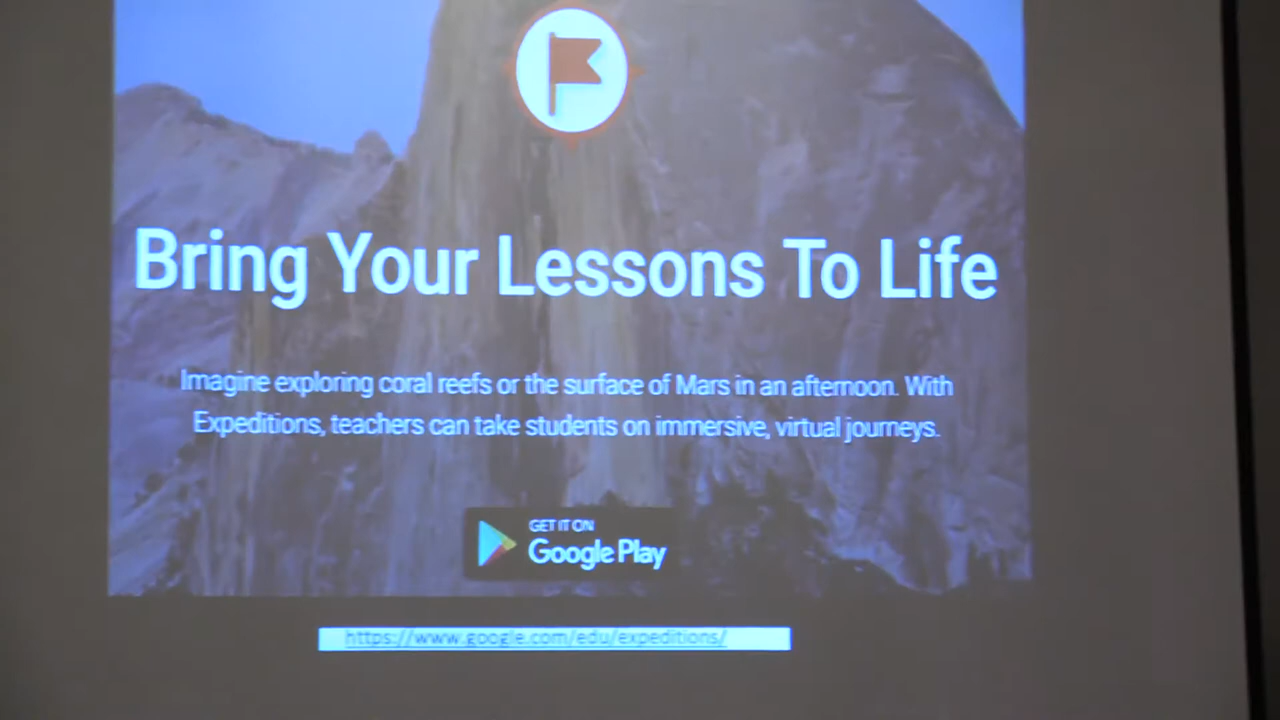 Bring Your Lessons To Life
Imagine exploring coral reefs or the surface of Mars in an afternoon. With
Expeditions, teachers can take students on immersive, virtual journeys.
GET IT ON
Google Play
https://www.google.com/edu/expeditions/